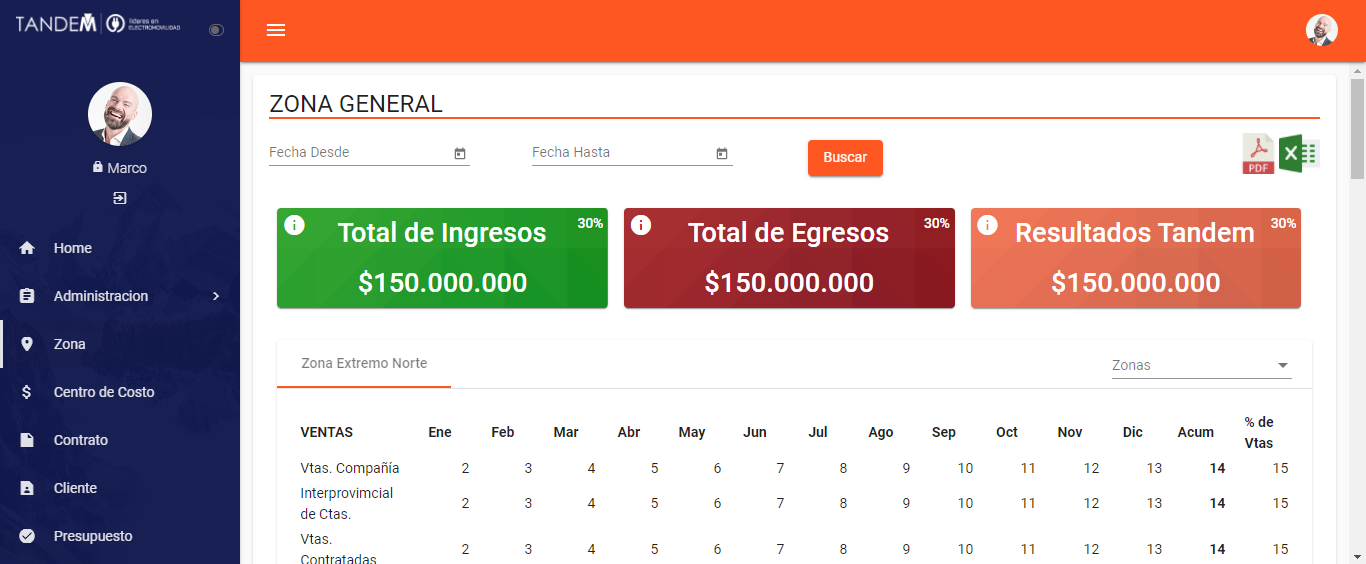 TANDEM
líderes en
ELECTROMOVILIDAD
Marco
Home
Administracion
Zona
Centro de Costo
Contrato
Cliente
Presupuesto
ZONA GENERAL
Fecha Desde
Fecha Hasta
Buscar
PDF
X
Total de Ingresos
30%
$150.000.000
Total de Egresos
30%
$150.000.000
Resultados Tandem
30%
$150.000.000
Zona Extremo Norte
Zonas
VENTAS Ene Feb Mar Abr May Jun Jul Ago Sep Oct Nov Dic Acum % de
Vtas
Vtas. Compañía 2 3 4 5 6 7 8 9 10 11 12 13 14 15
Interprovimcial
de Ctas. 2 3 4 5 6 7 8 9 10 11 12 13 14 15
Vtas.
Contratadas 2 3 4 5 6 7 8 9 10 11 12 13 14 15